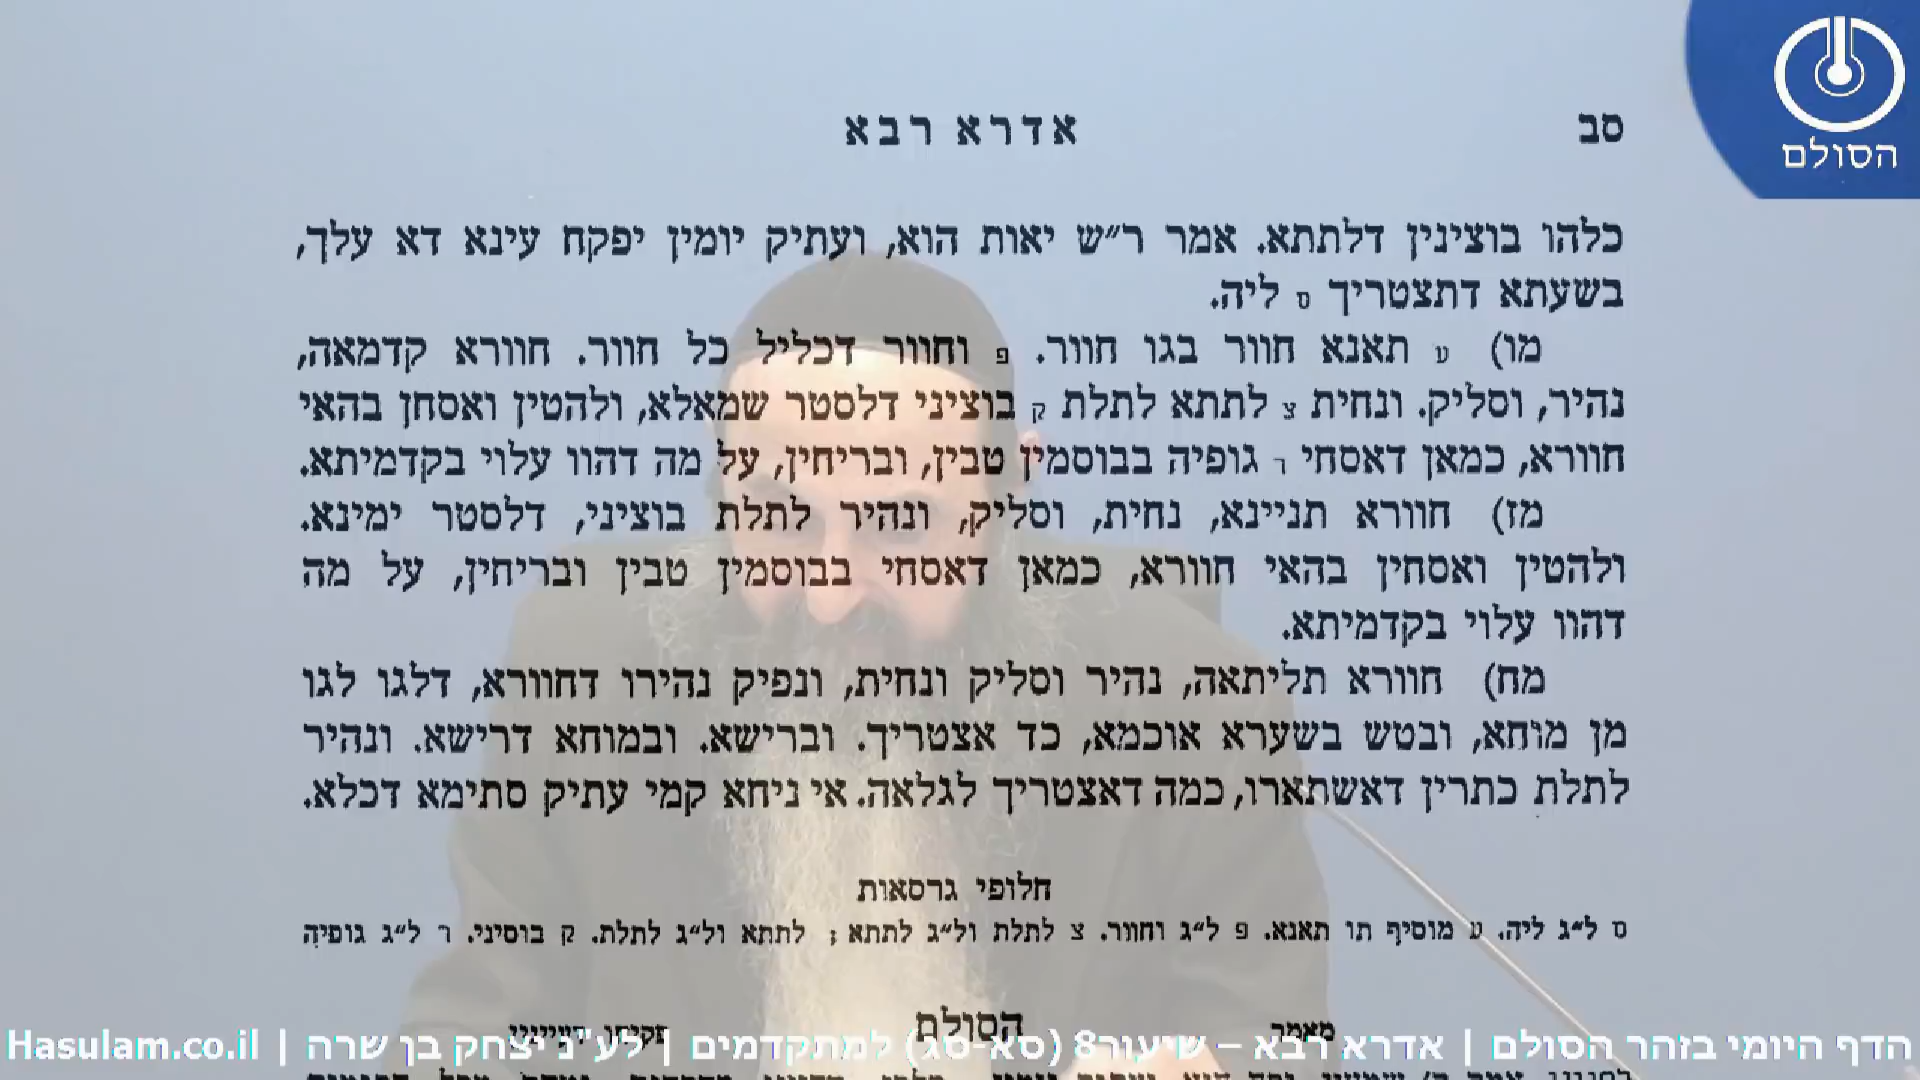 הסולם
סב
אדרא רבא
כלהו בוצינין דלתתא. אמר ר״ש יאות הוא, ועתיק יומין יפקח עינא דא עלך,
בשעתא דתצטריך ס ליה.
מו) ע תאנא חוור בגו חוור. פ וחוור דכליל כל חוור. חוורא קדמאה,
נהיר, וסליק. ונחית צ לתתא לתלת ק בוציני דלסטר שמאלא, ולהטין ואסחן בהאי
חוורא, כמאן דאסחי ר גופיה בבוסמין טבין, ובריחין, על מה דהוו עלוי בקדמיתא.
מז) חוורא תניינא, נחית, וסליק, ונהיר לתלת בוציני, דלסטר ימינא.
ולהטין ואסחין בהאי חוורא, כמאן דאסחי בבוסמין טבין ובריחין, על מה
דהוו עלוי בקדמיתא.
מח) חוורא תליתאה, נהיר וסליק ונחית, ונפיק נהירו דחוורא, דלגו לגו
מן מוחא, ובטש בשערא אוכמא, כד אצטריך. וברישא. ובמוחא דרישא. ונהיר
לתלת כתרין דאשתארו, כמה דאצטריך לגלאה. אי ניחא קמי עתיק סתימא דכלא.
חלופי גרסאות
ס ל״ג ליה. ע מוסיף תו תאנא. פ ל״ג וחוור. צ לתלת ול״ג לתתא; לתתא ול״ג לתלת. ק בוסיני. ר ל״ג גופיה
הסולם
מאמר
הדף היומי בזהר הסולם | אדרא רבא – שיעור8 (סא-סג) למתקדמים | לע"נ יצחק בן שרה | Hasulam.co.il